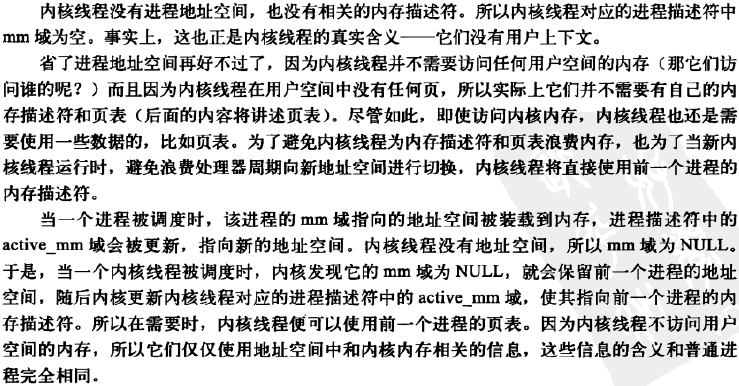 内核线程没有进程地址空间，也没有相关的内存描述符。所以内核线程对应的进程描述符中
mm 域为空。事实上，这也正是内核线程的真实含义——它们没有用户上下文。
省了进程地址空间再好不过了，因为内核线程并不需要访问任何用户空间的内存（那它们访
问谁的呢？）而且因为内核线程在用户空间中没有任何页，所以实际上它们并不需要有自己的内
存描述符和页表（后面的内容将讲述页表）。尽管如此，即使访问内核内存，内核线程也还是需
要使用一些数据的，比如页表。为了避免内核线程为内存描述符和页表浪费内存，也为了当新内
核线程运行时，避免浪费处理器周期向新地址空间进行切换，内核线程将直接使用前一个进程的
内存描述符。
当一个进程被调度时，该进程的 mm 域指向的地址空间被装载到内存，进程描述符中的
active_mm 域会被更新，指向新的地址空间。内核线程没有地址空间，所以 mm 域为 NULL。
于是，当一个内核线程被调度时，内核发现它的 mm 域为 NULL，就会保留前一个进程的地址
空间，随后内核更新内核线程对应的进程描述符中的 active_mm 域，使其指向前一个进程的内
存描述符。所以在需要时，内核线程便可以使用前一个进程的页表。因为内核线程不访问用户
空间的内存，所以它们仅仅使用地址空间中和内核内存相关的信息，这些信息的含义和普通进
程完全相同。